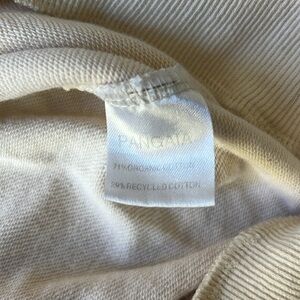 PANGAIA
71% ORGANIC COTTON
29% RECYCLED COTTON